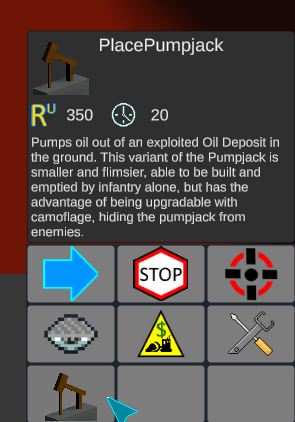 PlacePumpjack
RU 350 20
Pumps oil out of an exploited Oil Deposit in
the ground. This variant of the Pumpjack is
smaller and flimsier, able to be built and
emptied by infantry alone, but has the
advantage of being upgradable with
camoflage, hiding the pumpjack from
enemies.
STOP
$